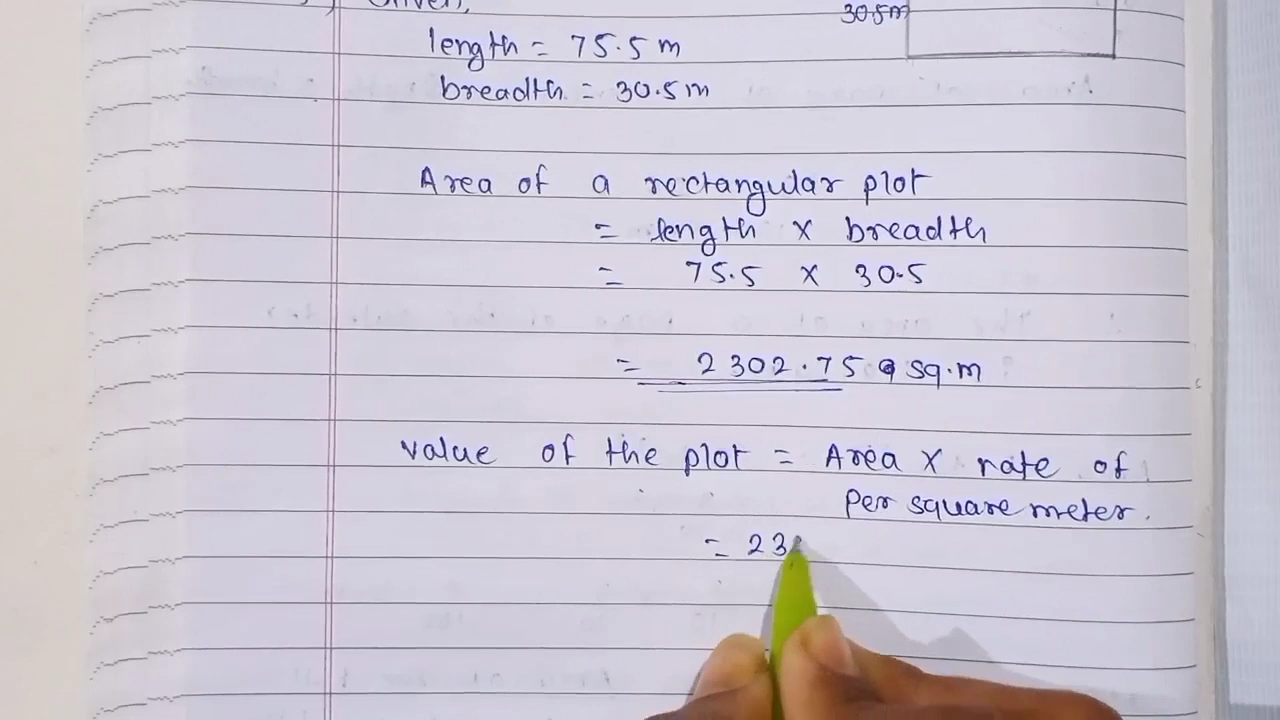 30.5m
length = 75.5 m
breadth = 30.5 m
Area of a rectangular plot
= length × breadth
= 75.5 × 30.5
= 2302.75 sq.m
value of the plot = Area × rate of
Per square meter.
= 23